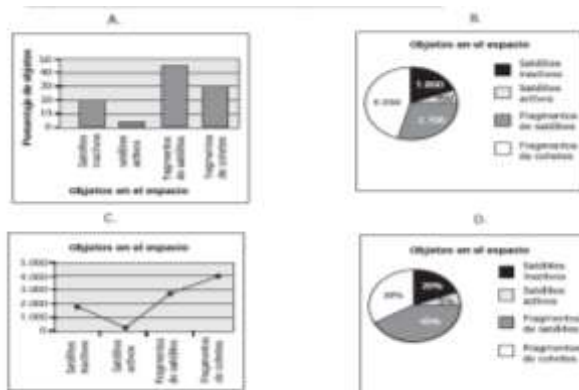 A.
Porcentaje de objetos
50
40
20
10
0
Satélites inactivos
satélites activos
Fragmentos de satélites
Fragmentos de cohetes
Objetos en el espacio
B.
Objetos en el espacio
1 800
2 700
Satélites inactivos
Satélites activos
Fragmentos de satélites
Fragmentos de cohetes
C.
Objetos en el espacio
5 000
4 000
3 000
2 000
1 000
0
Satélites inactivos
Satélites activos
Fragmentos de satélites
Fragmentos de cohetes
D.
Objetos en el espacio
20%
Satélites inactivos
Satélites activos
Fragmentos de satélites
Fragmentos de cohetes